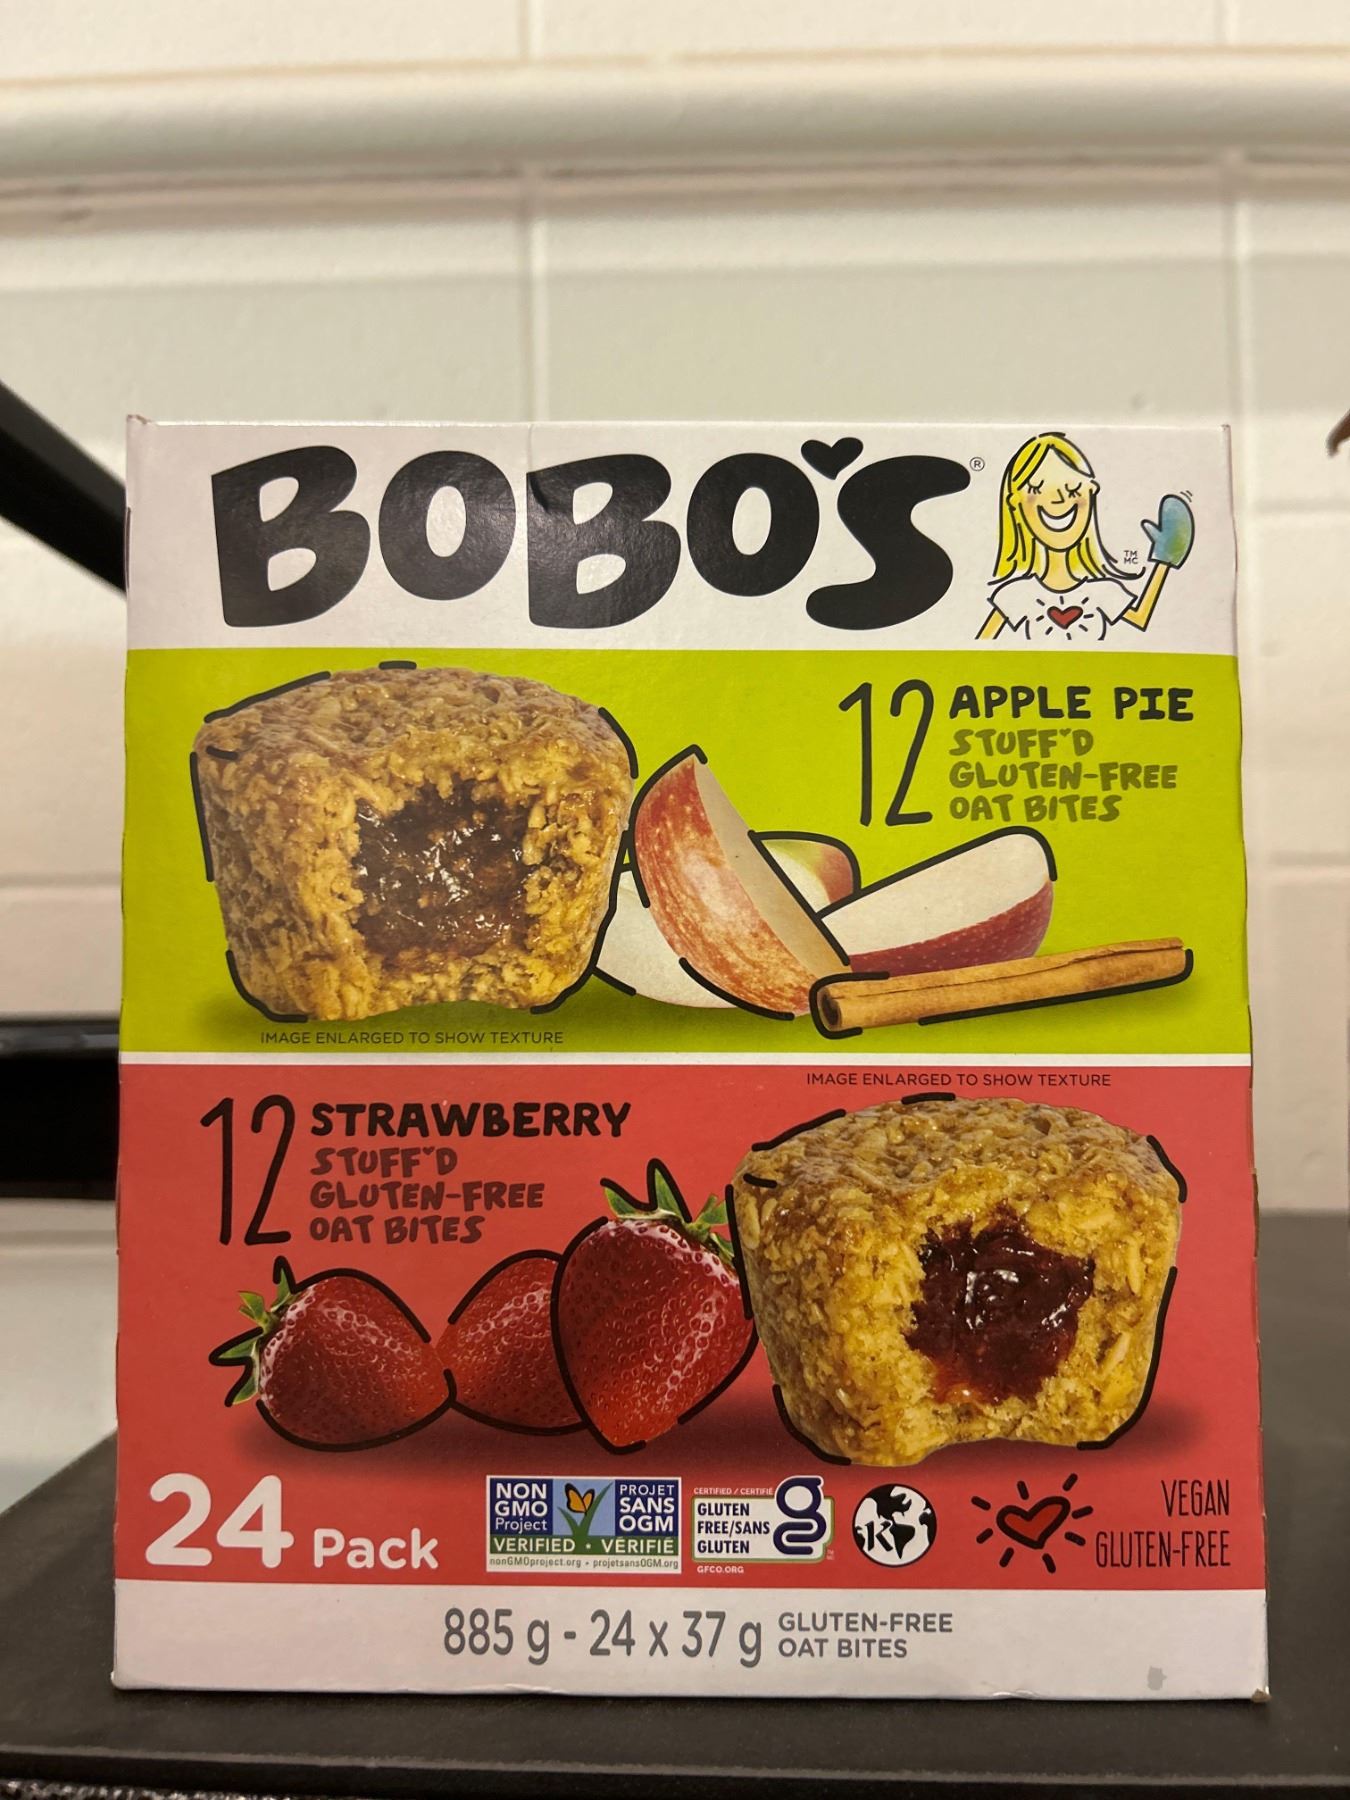 BOBO'S®
TM
MC
12 APPLE PIE
STUFF'D
GLUTEN-FREE
OAT BITES
IMAGE ENLARGED TO SHOW TEXTURE
IMAGE ENLARGED TO SHOW TEXTURE
12 STRAWBERRY
STUFF'D
GLUTEN-FREE
OAT BITES
24 Pack
NON
GMO
Project
PROJET
SANS
OGM
VERIFIED • VÉRIFIÉ
nonGMOproject.org • projetsansOGM.org
CERTIFIED / CERTIFIÉ
GLUTEN
FREE/SANS
GLUTEN
GFCO.ORG
K
VEGAN
GLUTEN-FREE
885 g - 24 x 37 g GLUTEN-FREE
OAT BITES